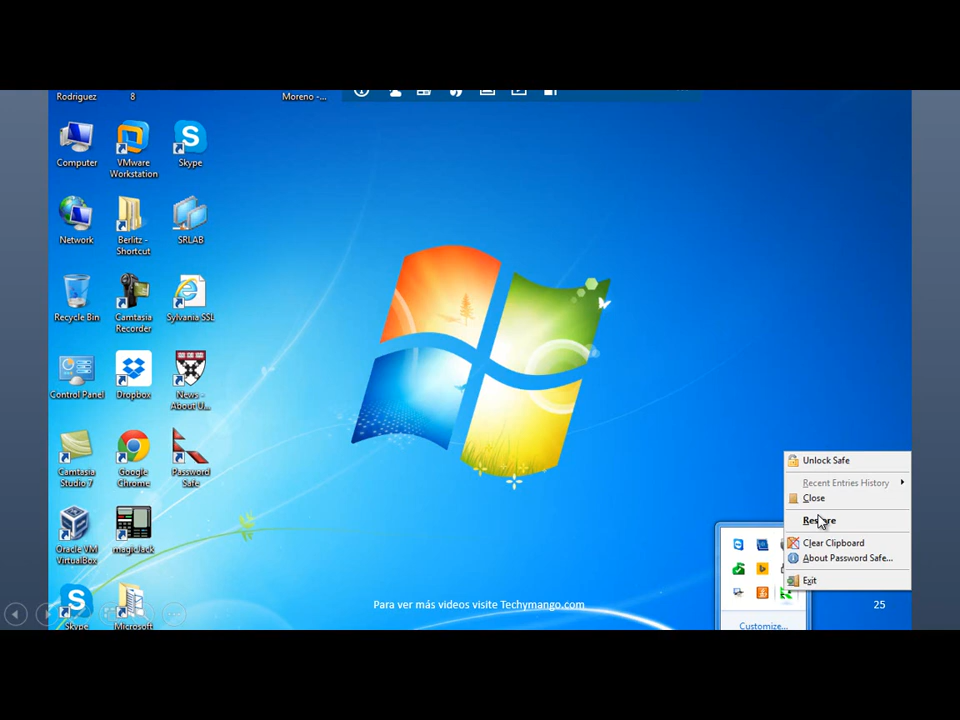 Rodriguez
8
Moreno -...
Computer
VMware
Workstation
Skype
Network
Berlitz -
Shortcut
SRLAB
Recycle Bin
Camtasia
Recorder
Sylvania SSL
Control Panel
Dropbox
News -
About U...
Camtasia
Studio 7
Google
Chrome
Password
Safe
Oracle VM
VirtualBox
magicJack
Skype
Microsoft
Unlock Safe
Recent Entries History
Close
Restore
Clear Clipboard
About Password Safe...
Exit
Customize...
Para ver más videos visite Techymango.com
25